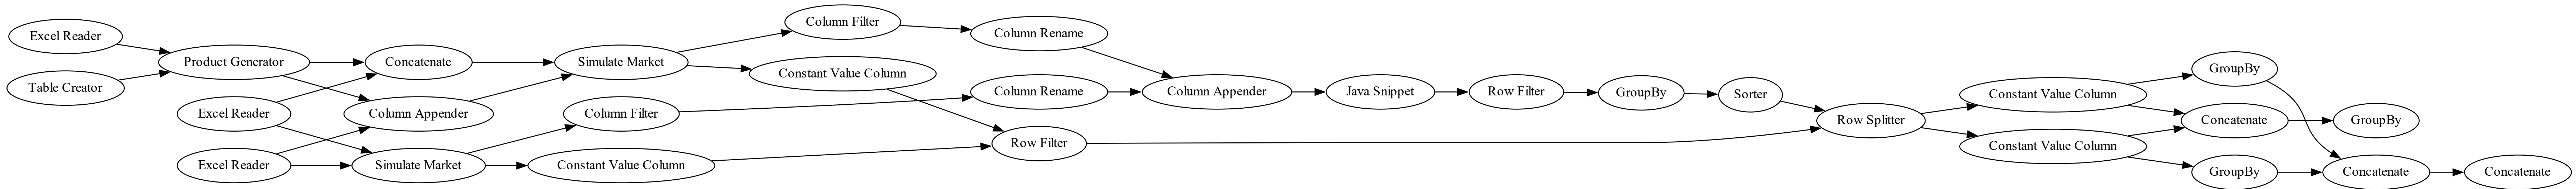 Excel Reader
Table Creator
Product Generator
Excel Reader
Excel Reader
Concatenate
Column Appender
Simulate Market
Simulate Market
Column Filter
Constant Value Column
Column Filter
Constant Value Column
Column Rename
Column Rename
Row Filter
Column Appender
Java Snippet
Row Filter
GroupBy
Sorter
Row Splitter
Constant Value Column
Constant Value Column
GroupBy
Concatenate
GroupBy
GroupBy
Concatenate
Concatenate